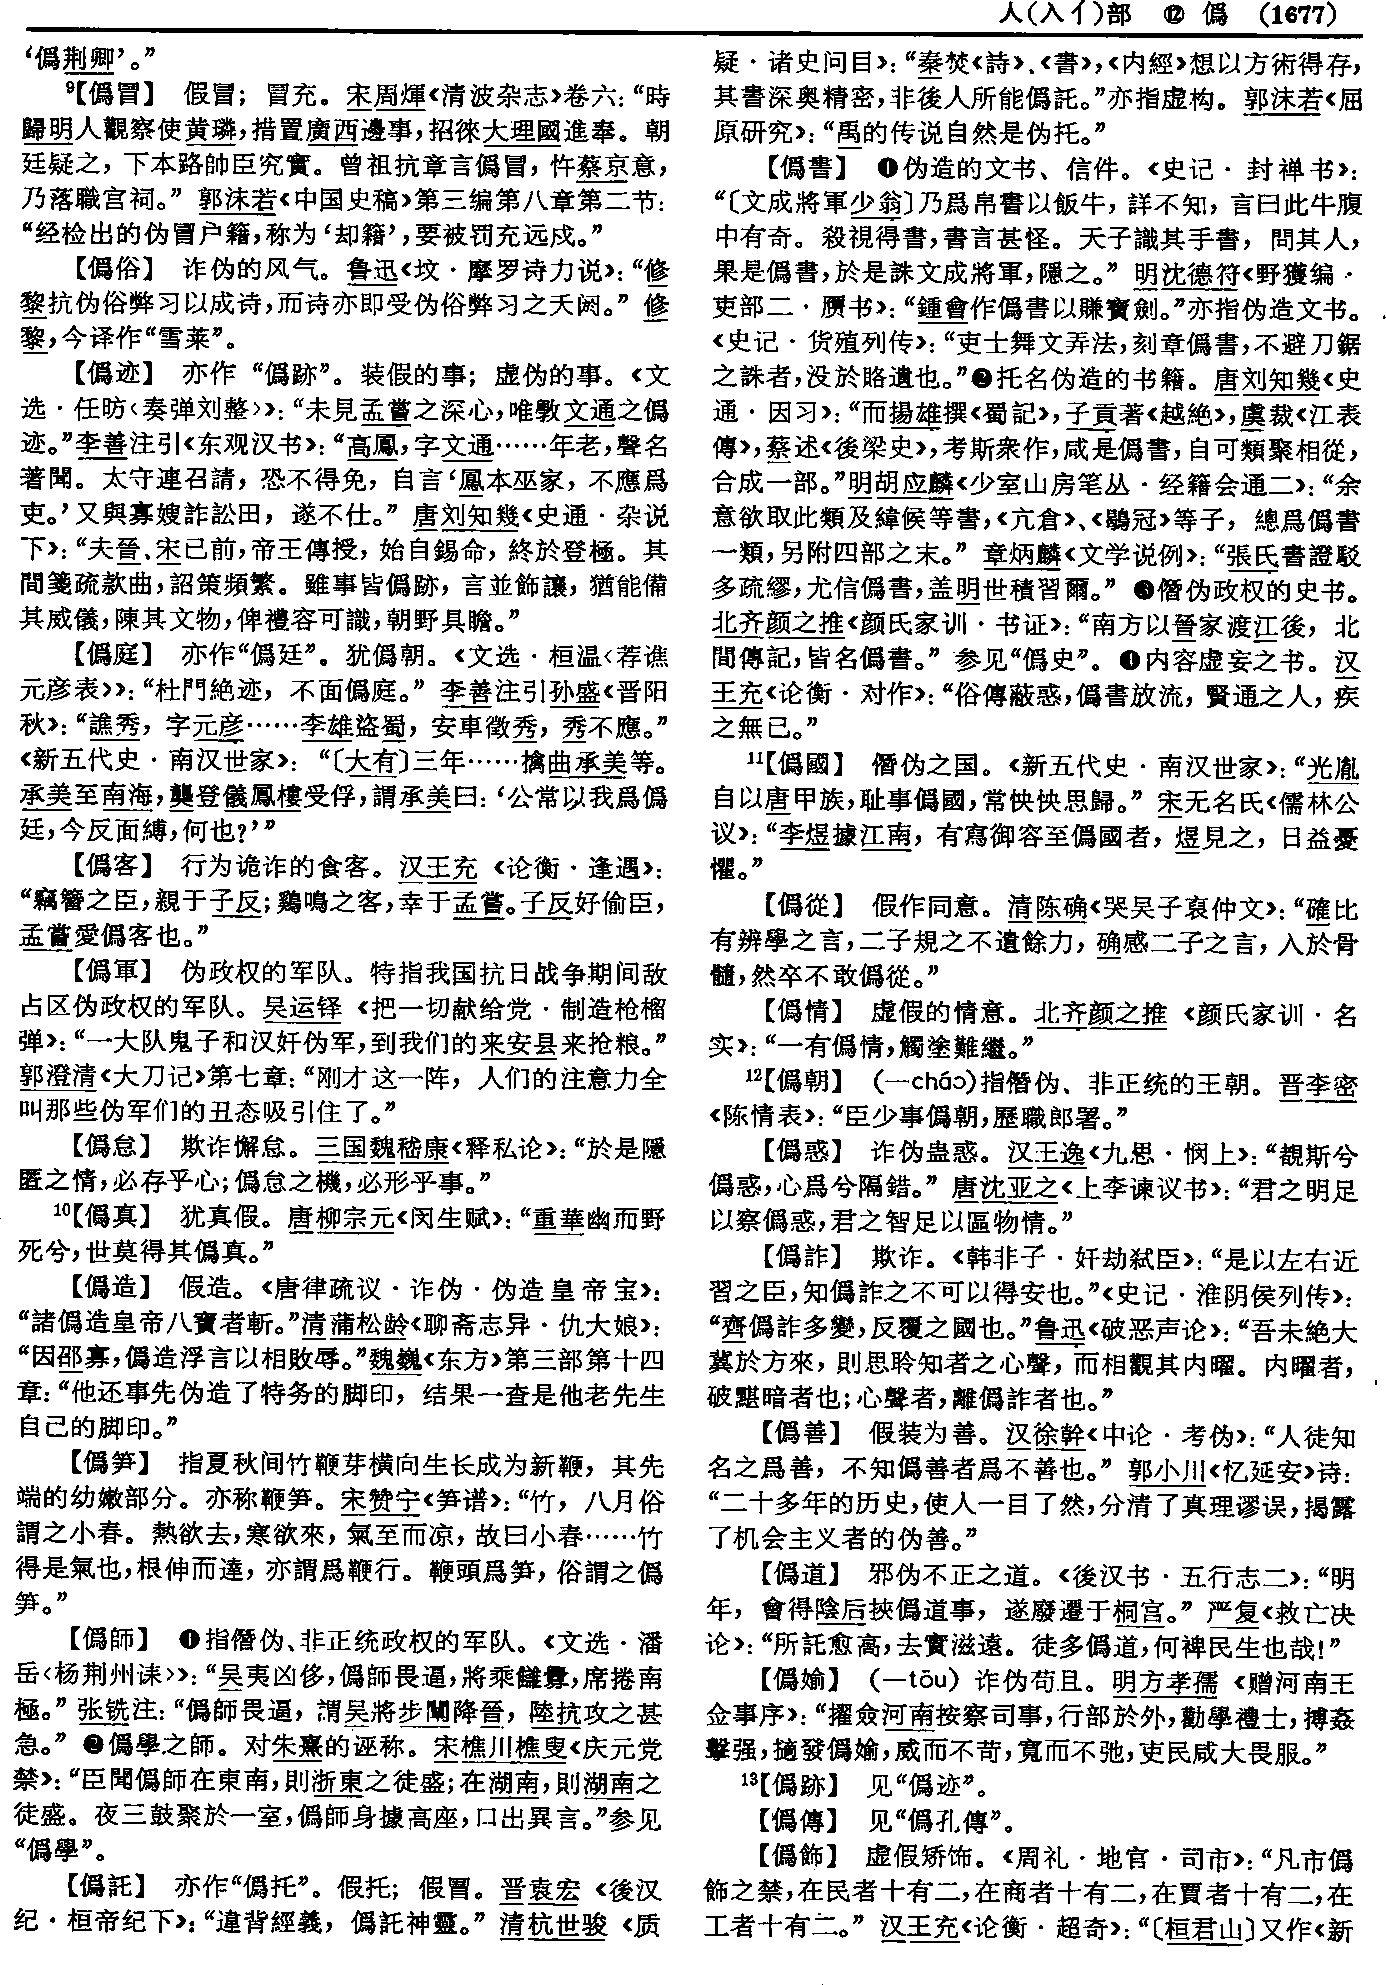 人(入亻)部　⑫　僞　(1677)
‘僞荆卿’。”
⁹【僞冒】　假冒；冒充。宋周煇《清波杂志》卷六：“時
歸明人觀察使黄璘，措置廣西邊事，招徠大理國進奉。朝
廷疑之，下本路帥臣究實。曾祖抗章言僞冒，忤蔡京意，
乃落職宫祠。”郭沫若《中国史稿》第三编第八章第二节：
“经检出的伪冒户籍，称为‘却籍’，要被罚充远戍。”
【僞俗】　诈伪的风气。鲁迅《坟·摩罗诗力说》：“修
黎抗伪俗弊习以成诗，而诗亦即受伪俗弊习之夭阏。”修
黎，今译作“雪莱”。
【僞迹】　亦作“僞跡”。装假的事；虚伪的事。《文
选·任昉〈奏弹刘整〉》：“未見孟嘗之深心，唯斅文通之僞
迹。”李善注引《东观汉书》：“高鳳，字文通……年老，聲名
著聞。太守連召請，恐不得免，自言‘鳳本巫家，不應爲
吏。’又與寡嫂詐訟田，遂不仕。”唐刘知幾《史通·杂说
下》：“夫晉、宋已前，帝王傳授，始自錫命，終於登極。其
間箋疏款曲，詔策頻繁。雖事皆僞跡，言並飾讓，猶能備
其威儀，陳其文物，俾禮容可識，朝野具瞻。”
【僞庭】　亦作“僞廷”。犹僞朝。《文选·桓温〈荐谯
元彦表〉》：“杜門絶迹，不面僞庭。”李善注引孙盛《晋阳
秋》：“譙秀，字元彦……李雄盜蜀，安車徵秀，秀不應。”
《新五代史·南汉世家》：“〔大有〕三年……擒曲承美等。
承美至南海，龑登儀鳳樓受俘，謂承美曰：‘公常以我爲僞
廷，今反面縛，何也？’”
【僞客】　行为诡诈的食客。汉王充《论衡·逢遇》：
“竊簪之臣，親于子反；鷄鳴之客，幸于孟嘗。子反好偷臣，
孟嘗愛僞客也。”
【僞軍】　伪政权的军队。特指我国抗日战争期间敌
占区伪政权的军队。吴运铎《把一切献给党·制造枪榴
弹》：“一大队鬼子和汉奸伪军，到我们的来安县来抢粮。”
郭澄清《大刀记》第七章：“刚才这一阵，人们的注意力全
叫那些伪军们的丑态吸引住了。”
【僞怠】　欺诈懈怠。三国魏嵇康《释私论》：“於是隱
匿之情，必存乎心；僞怠之機，必形乎事。”
¹⁰【僞真】　犹真假。唐柳宗元《闵生赋》：“重華幽而野
死兮，世莫得其僞真。”
【僞造】　假造。《唐律疏议·诈伪·伪造皇帝宝》：
“諸僞造皇帝八寶者斬。”清蒲松龄《聊斋志异·仇大娘》：
“因邵寡，僞造浮言以相敗辱。”魏巍《东方》第三部第十四
章：“他还事先伪造了特务的脚印，结果一查是他老先生
自己的脚印。”
【僞笋】　指夏秋间竹鞭芽横向生长成为新鞭，其先
端的幼嫩部分。亦称鞭笋。宋赞宁《笋谱》：“竹，八月俗
謂之小春。熱欲去，寒欲來，氣至而凉，故曰小春……竹
得是氣也，根伸而達，亦謂爲鞭行。鞭頭爲笋，俗謂之僞
笋。”
【僞師】　❶指僭伪、非正统政权的军队。《文选·潘
岳〈杨荆州诔〉》：“吴夷凶侈，僞師畏逼，將乘讎釁，席捲南
極。”张铣注：“僞師畏逼，謂吴將步闡降晉，陸抗攻之甚
急。”❷僞學之師。对朱熹的诬称。宋樵川樵叟《庆元党
禁》：“臣聞僞師在東南，則浙東之徒盛；在湖南，則湖南之
徒盛。夜三鼓聚於一室，僞師身據高座，口出異言。”参见
“僞學”。
【僞託】　亦作“僞托”。假托；假冒。晋袁宏《後汉
纪·桓帝纪下》：“違背經義，僞託神靈。”清杭世骏《质
疑·诸史问目》：“秦焚《詩》、《書》，《内經》想以方術得存，
其書深奥精密，非後人所能僞託。”亦指虚构。郭沫若《屈
原研究》：“禹的传说自然是伪托。”
【僞書】　❶伪造的文书、信件。《史记·封禅书》：
“〔文成將軍少翁〕乃爲帛書以飯牛，詳不知，言曰此牛腹
中有奇。殺視得書，書言甚怪。天子識其手書，問其人，
果是僞書，於是誅文成將軍，隱之。”明沈德符《野獲编·
吏部二·赝书》：“鍾會作僞書以賺寶劍。”亦指伪造文书。
《史记·货殖列传》：“吏士舞文弄法，刻章僞書，不避刀鋸
之誅者，没於賂遺也。”❷托名伪造的书籍。唐刘知幾《史
通·因习》：“而揚雄撰《蜀記》，子貢著《越絶》，虞裁《江表
傳》，蔡述《後梁史》，考斯衆作，咸是僞書，自可類聚相從，
合成一部。”明胡应麟《少室山房笔丛·经籍会通二》：“余
意欲取此類及緯候等書，《亢倉》、《鶡冠》等子，總爲僞書
一類，另附四部之末。”章炳麟《文学说例》：“張氏書證駁
多疏繆，尤信僞書，盖明世積習爾。”❸僭伪政权的史书。
北齐颜之推《颜氏家训·书证》：“南方以晉家渡江後，北
間傳記，皆名僞書。”参见“僞史”。❹内容虚妄之书。汉
王充《论衡·对作》：“俗傳蔽惑，僞書放流，賢通之人，疾
之無已。”
¹¹【僞國】　僭伪之国。《新五代史·南汉世家》：“光胤
自以唐甲族，耻事僞國，常怏怏思歸。”宋无名氏《儒林公
议》：“李煜據江南，有寫御容至僞國者，煜見之，日益憂
懼。”
【僞從】　假作同意。清陈确《哭吴子裒仲文》：“確比
有辨學之言，二子規之不遺餘力，确感二子之言，入於骨
髓，然卒不敢僞從。”
【僞情】　虚假的情意。北齐颜之推《颜氏家训·名
实》：“一有僞情，觸塗難繼。”
¹²【僞朝】　（—cháo）指僭伪、非正统的王朝。晋李密
《陈情表》：“臣少事僞朝，歷職郎署。”
【僞惑】　诈伪蛊惑。汉王逸《九思·悯上》：“覩斯兮
僞惑，心爲兮隔錯。”唐沈亚之《上李谏议书》：“君之明足
以察僞惑，君之智足以區物情。”
【僞詐】　欺诈。《韩非子·奸劫弑臣》：“是以左右近
習之臣，知僞詐之不可以得安也。”《史记·淮阴侯列传》：
“齊僞詐多變，反覆之國也。”鲁迅《破恶声论》：“吾未絶大
冀於方來，則思聆知者之心聲，而相觀其内曜。内曜者，
破黮暗者也；心聲者，離僞詐者也。”
【僞善】　假装为善。汉徐幹《中论·考伪》：“人徒知
名之爲善，不知僞善者爲不善也。”郭小川《忆延安》诗：
“二十多年的历史，使人一目了然，分清了真理谬误，揭露
了机会主义者的伪善。”
【僞道】　邪伪不正之道。《後汉书·五行志二》：“明
年，會得陰后挾僞道事，遂廢遷于桐宫。”严复《救亡决
论》：“所託愈高，去實滋遠。徒多僞道，何裨民生也哉！”
【僞媮】　（—tōu）诈伪苟且。明方孝孺《赠河南王
佥事序》：“擢僉河南按察司事，行部於外，勸學禮士，搏姦
擊强，擿發僞媮，威而不苛，寬而不弛，吏民咸大畏服。”
¹³【僞跡】　见“僞迹”。
【僞傳】　见“僞孔傳”。
【僞飾】　虚假矫饰。《周礼·地官·司市》：“凡市僞
飾之禁，在民者十有二，在商者十有二，在賈者十有二，在
工者十有二。”汉王充《论衡·超奇》：“〔桓君山〕又作《新